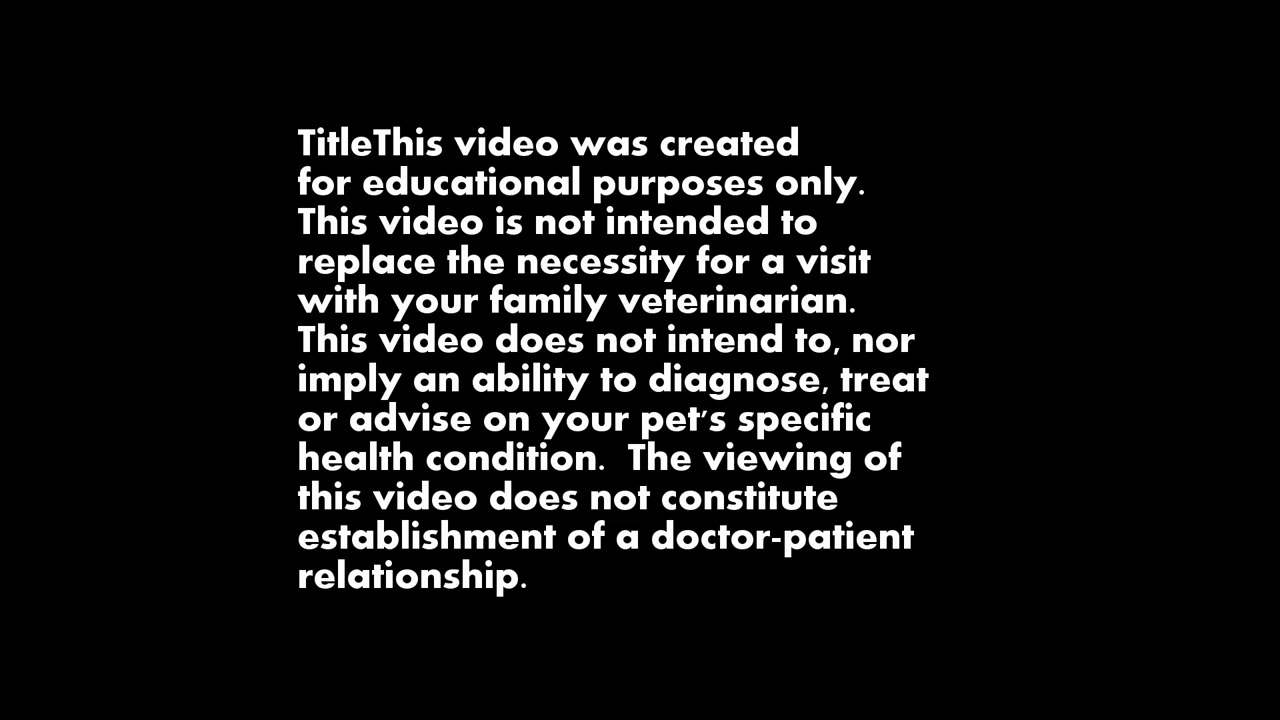 TitleThis video was created
for educational purposes only.
This video is not intended to
replace the necessity for a visit
with your family veterinarian.
This video does not intend to, nor
imply an ability to diagnose, treat
or advise on your pet's specific
health condition.  The viewing of
this video does not constitute
establishment of a doctor-patient
relationship.